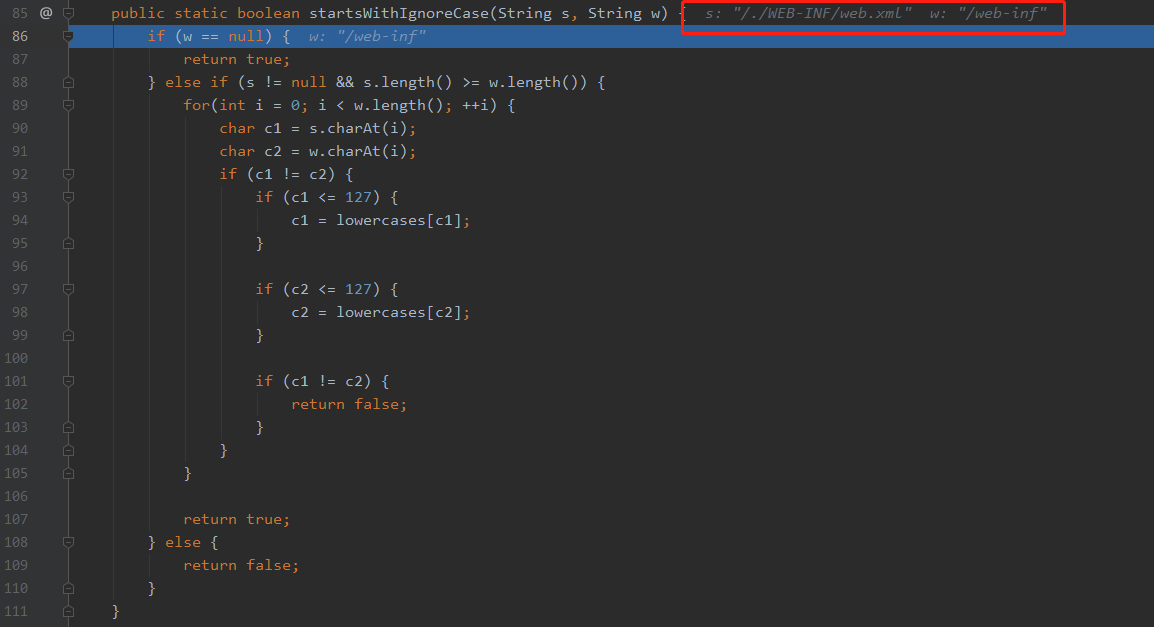 85 @ public static boolean startsWithIgnoreCase(String s, String w) { s: "/./WEB-INF/web.xml" w: "/web-inf"
86 if (w == null) { w: "/web-inf"
87 return true;
88 } else if (s != null && s.length() >= w.length()) {
89 for(int i = 0; i < w.length(); ++i) {
90 char c1 = s.charAt(i);
91 char c2 = w.charAt(i);
92 if (c1 != c2) {
93 if (c1 <= 127) {
94 c1 = lowercases[c1];
95 }
96
97 if (c2 <= 127) {
98 c2 = lowercases[c2];
99 }
100
101 if (c1 != c2) {
102 return false;
103 }
104 }
105 }
106
107 return true;
108 } else {
109 return false;
110 }
111 }